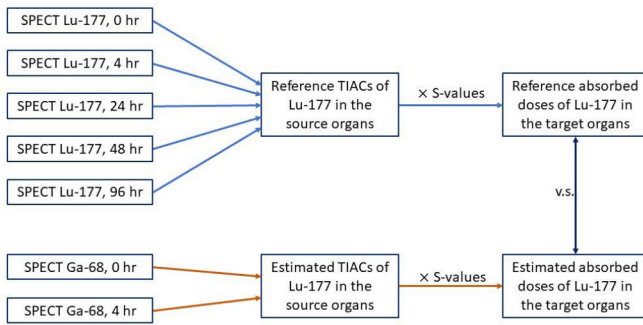 SPECT Lu-177, 0 hr
SPECT Lu-177, 4 hr
SPECT Lu-177, 24 hr
SPECT Lu-177, 48 hr
SPECT Lu-177, 96 hr
Reference TIACs of
Lu-177 in the
source organs
× S-values
Reference absorbed
doses of Lu-177 in
the target organs
v.s.
SPECT Ga-68, 0 hr
SPECT Ga-68, 4 hr
Estimated TIACs of
Lu-177 in the
source organs
× S-values
Estimated absorbed
doses of Lu-177 in
the target organs